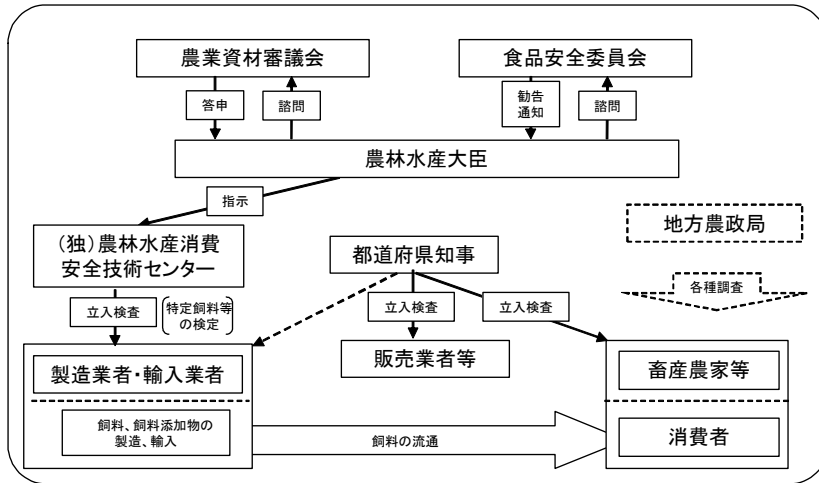 農業資材審議会
食品安全委員会
答申
諮問
勧告
通知
諮問
農林水産大臣
指示
地方農政局
(独)農林水産消費
安全技術センター
都道府県知事
各種調査
立入検査
特定飼料等
の検定
立入検査
立入検査
製造業者・輸入業者
販売業者等
畜産農家等
飼料、飼料添加物の
製造、輸入
飼料の流通
消費者